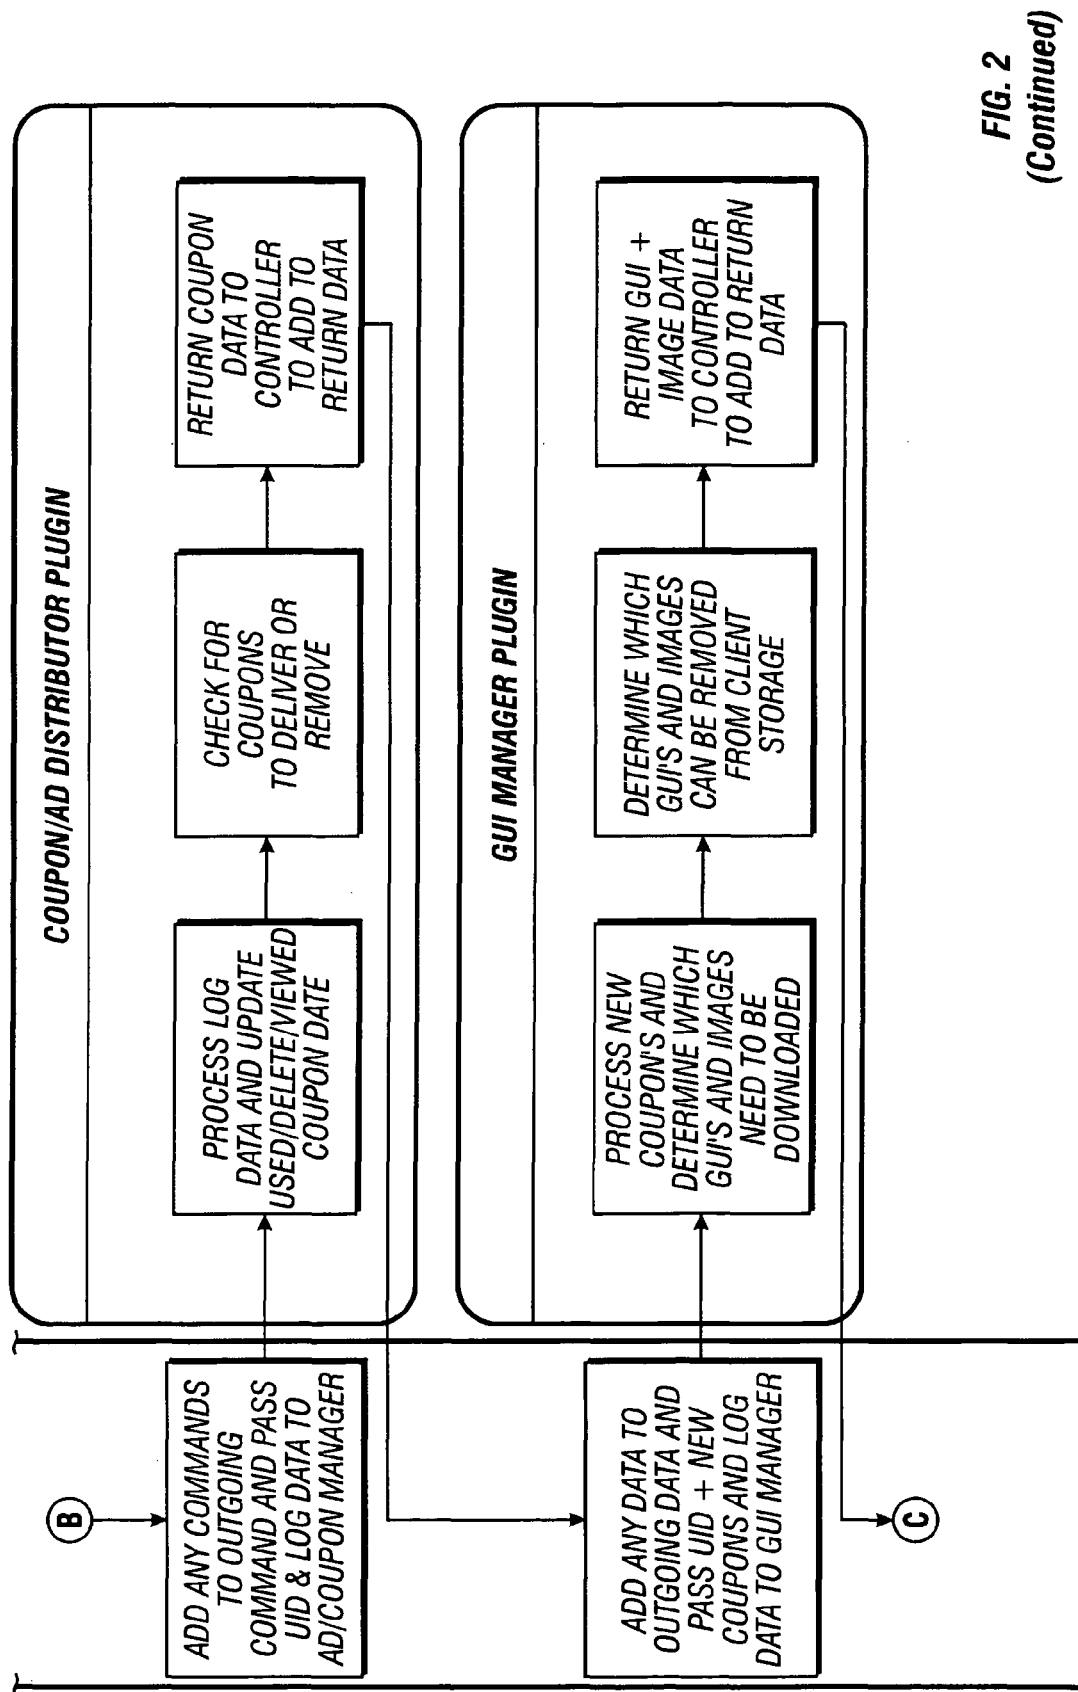 COUPON/AD DISTRIBUTOR PLUGIN
B
ADD ANY COMMANDS
TO OUTGOING
COMMAND AND PASS
UID & LOG DATA TO
AD/COUPON MANAGER
PROCESS LOG
DATA AND UPDATE
USED/DELETE/VIEWED
COUPON DATE
CHECK FOR
COUPONS
TO DELIVER OR
REMOVE
RETURN COUPON
DATA TO
CONTROLLER
TO ADD TO
RETURN DATA
GUI MANAGER PLUGIN
ADD ANY DATA TO
OUTGOING DATA AND
PASS UID + NEW
COUPONS AND LOG
DATA TO GUI MANAGER
PROCESS NEW
COUPON'S AND
DETERMINE WHICH
GUI'S AND IMAGES
NEED TO BE
DOWNLOADED
DETERMINE WHICH
GUI'S AND IMAGES
CAN BE REMOVED
FROM CLIENT
STORAGE
RETURN GUI +
IMAGE DATA
TO CONTROLLER
TO ADD TO RETURN
DATA
C
FIG. 2
(Continued)